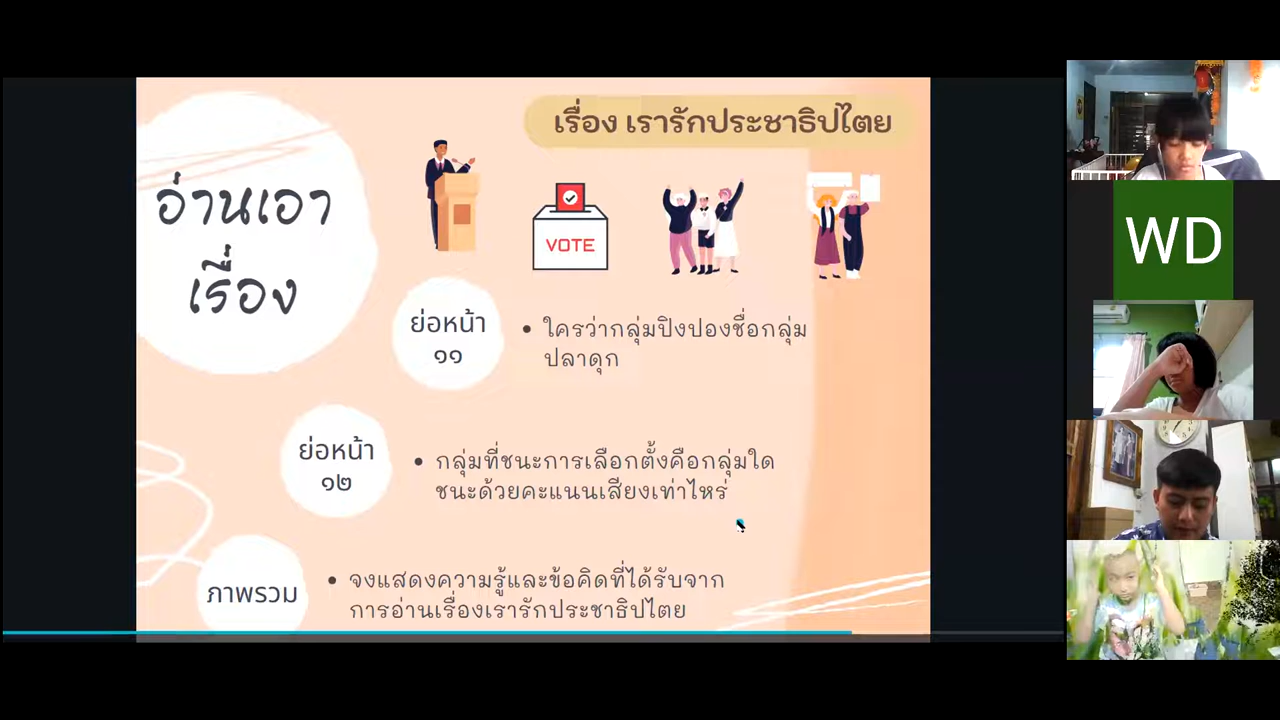 เรื่อง เรารักประชาธิปไตย
อ่านเอา
เรื่อง
VOTE
ย่อหน้า
๑๑
• ใครว่ากลุ่มปิงปองชื่อกลุ่ม
ปลาดุก
ย่อหน้า
๑๒
• กลุ่มที่ชนะการเลือกตั้งคือกลุ่มใด
ชนะด้วยคะแนนเสียงเท่าไหร่
ภาพรวม
• จงแสดงความรู้และข้อคิดที่ได้รับจาก
การอ่านเรื่องเรารักประชาธิปไตย
WD